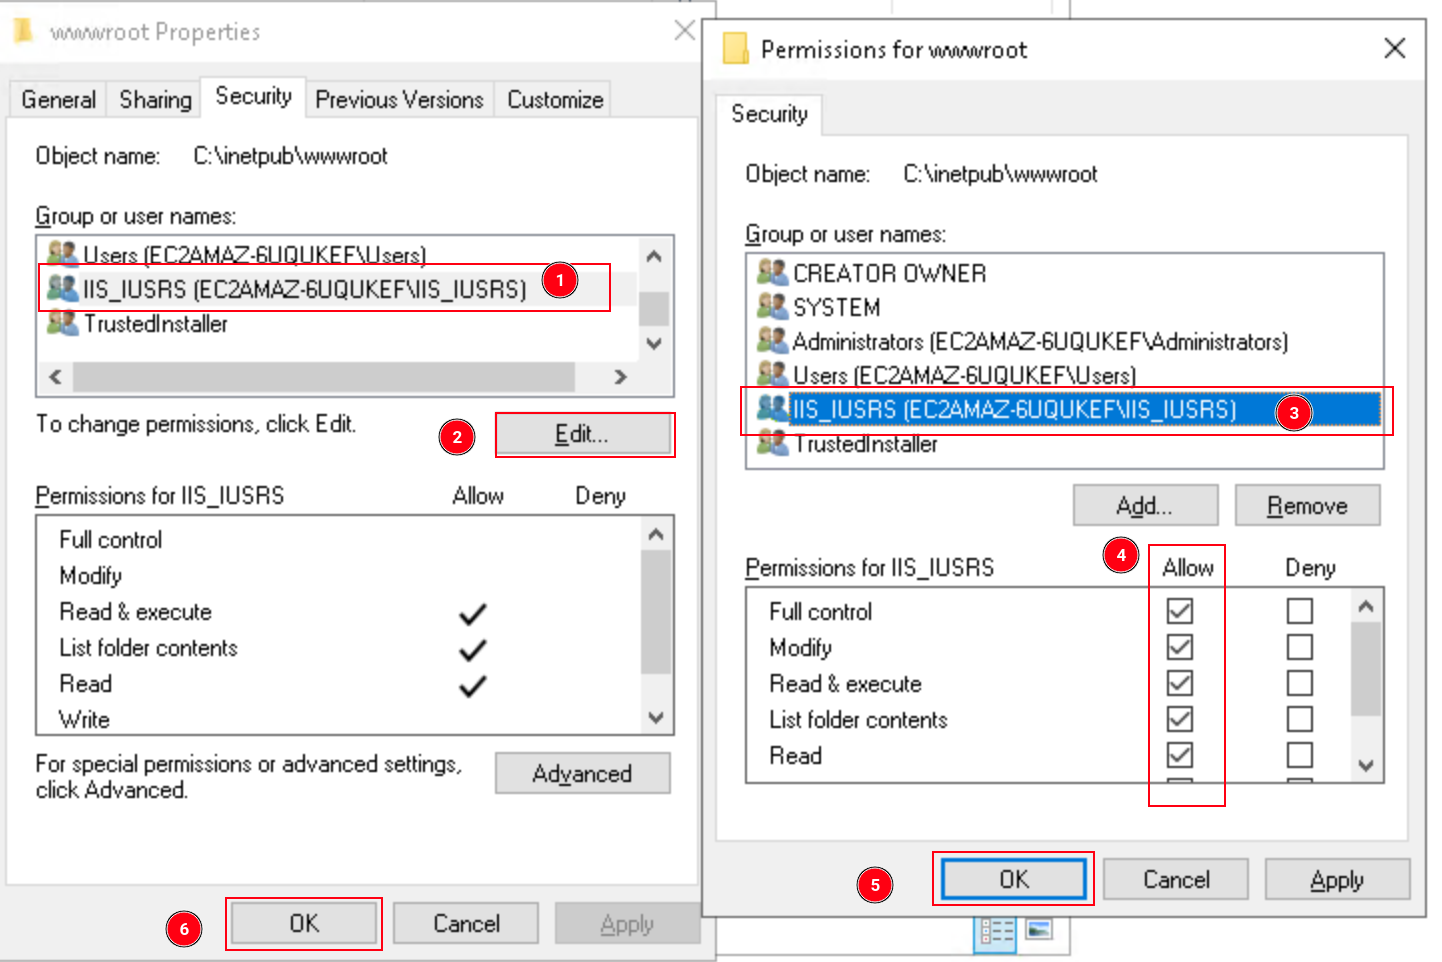 wwwroot Properties
General Sharing Security Previous Versions Customize
Object name: C:\inetpub\wwwroot
Group or user names:
Users (EC2AMAZ-6UQUKEF\Users)
IIS_IUSRS (EC2AMAZ-6UQUKEF\IIS_IUSRS)
1
TrustedInstaller
To change permissions, click Edit.
2
Edit...
Permissions for IIS_IUSRS Allow Deny
Full control
Modify
Read & execute
List folder contents
Read
Write
For special permissions or advanced settings,
click Advanced.
Advanced
6
OK Cancel Apply
Permissions for wwwroot
Security
Object name: C:\inetpub\wwwroot
Group or user names:
CREATOR OWNER
SYSTEM
Administrators (EC2AMAZ-6UQUKEF\Administrators)
Users (EC2AMAZ-6UQUKEF\Users)
IIS_IUSRS (EC2AMAZ-6UQUKEF\IIS_IUSRS)
3
TrustedInstaller
Add... Remove
4
Permissions for IIS_IUSRS Allow Deny
Full control
Modify
Read & execute
List folder contents
Read
5
OK Cancel Apply